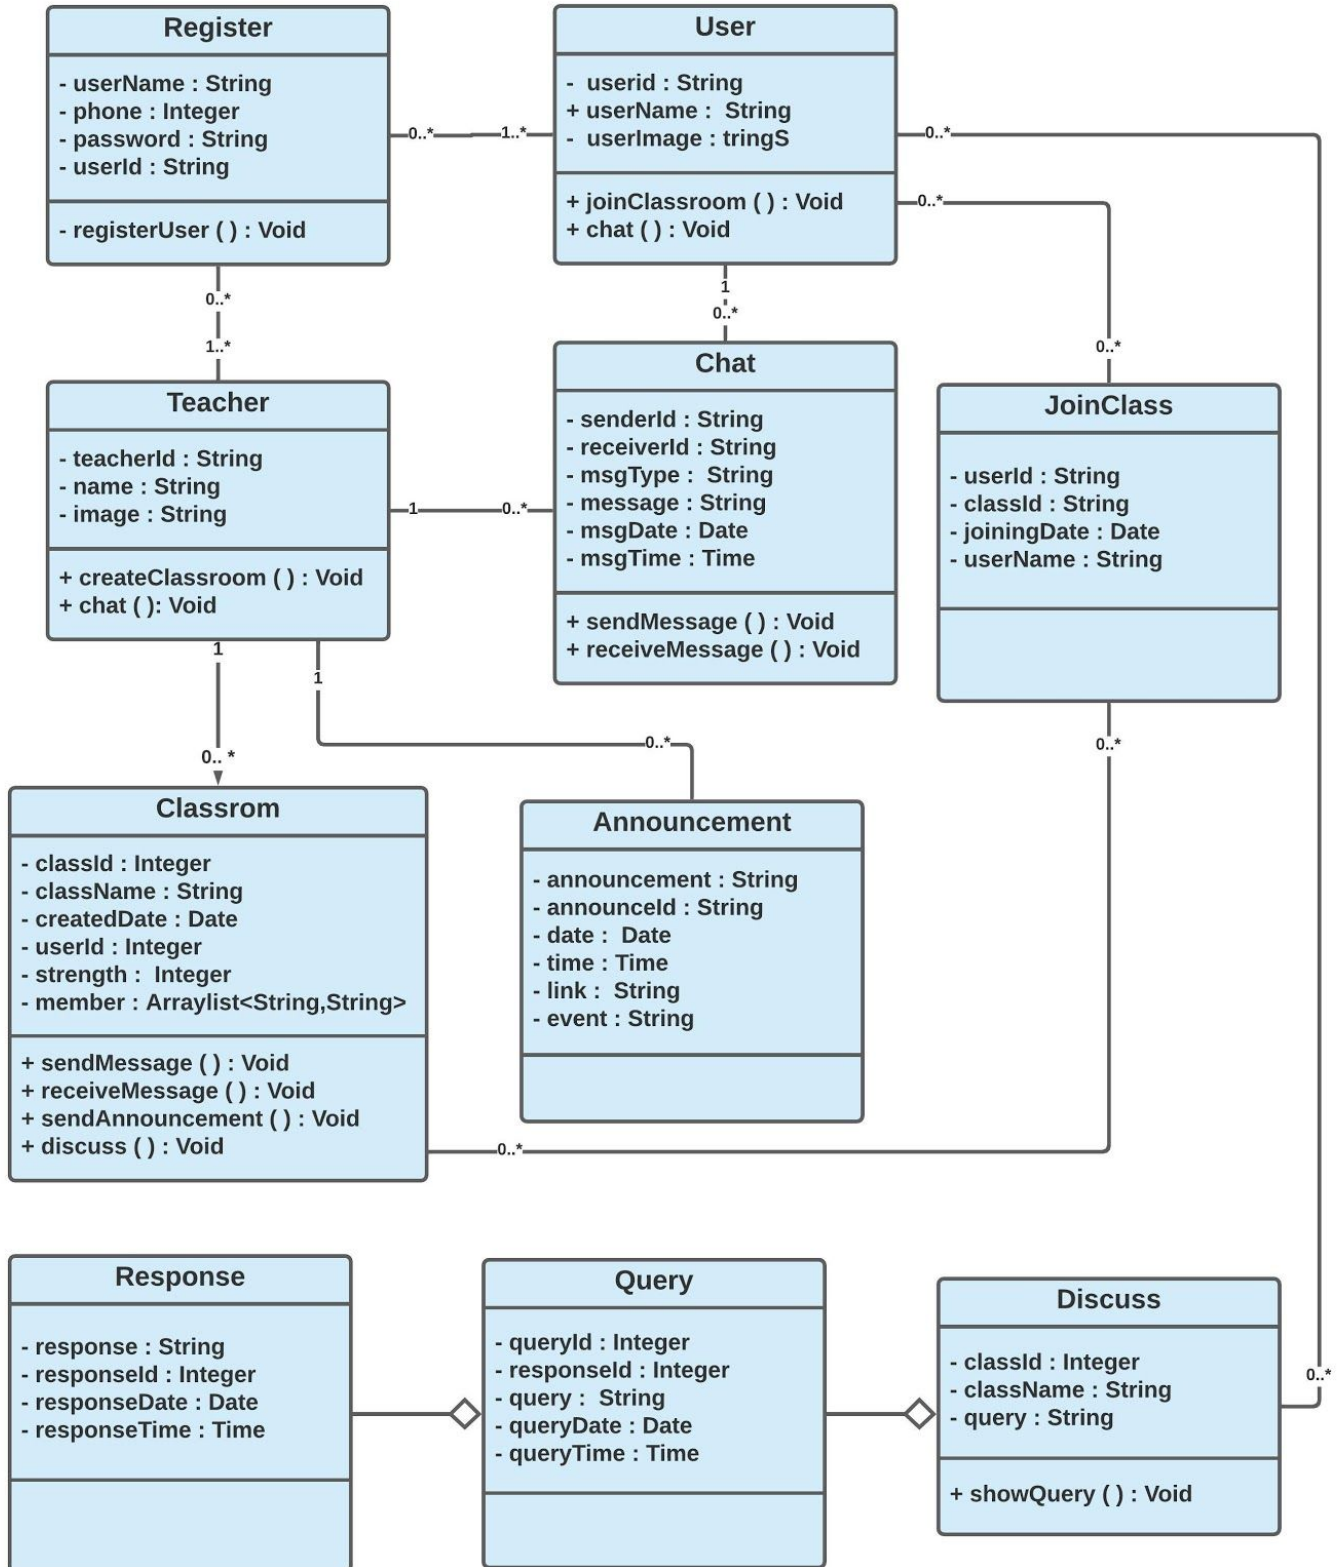 Register
- userName : String
- phone : Integer
- password : String
- userId : String
- registerUser ( ) : Void
User
- userid : String
+ userName : String
- userImage : tringS
+ joinClassroom ( ) : Void
+ chat ( ) : Void
0..*
1..*
0..*
0..*
0..*
1..*
1
0..*
Teacher
- teacherId : String
- name : String
- image : String
+ createClassroom ( ) : Void
+ chat ( ): Void
1
0..*
Chat
- senderId : String
- receiverId : String
- msgType : String
- message : String
- msgDate : Date
- msgTime : Time
+ sendMessage ( ) : Void
+ receiveMessage ( ) : Void
0..*
JoinClass
- userId : String
- classId : String
- joiningDate : Date
- userName : String
1
0.. *
1
0..*
0..*
Classrom
- classId : Integer
- className : String
- createdDate : Date
- userId : Integer
- strength : Integer
- member : Arraylist<String,String>
+ sendMessage ( ) : Void
+ receiveMessage ( ) : Void
+ sendAnnouncement ( ) : Void
+ discuss ( ) : Void
0..*
Announcement
- announcement : String
- announceId : String
- date : Date
- time : Time
- link : String
- event : String
Response
- response : String
- responseId : Integer
- responseDate : Date
- responseTime : Time
Query
- queryId : Integer
- responseId : Integer
- query : String
- queryDate : Date
- queryTime : Time
Discuss
- classId : Integer
- className : String
- query : String
+ showQuery ( ) : Void
0..*